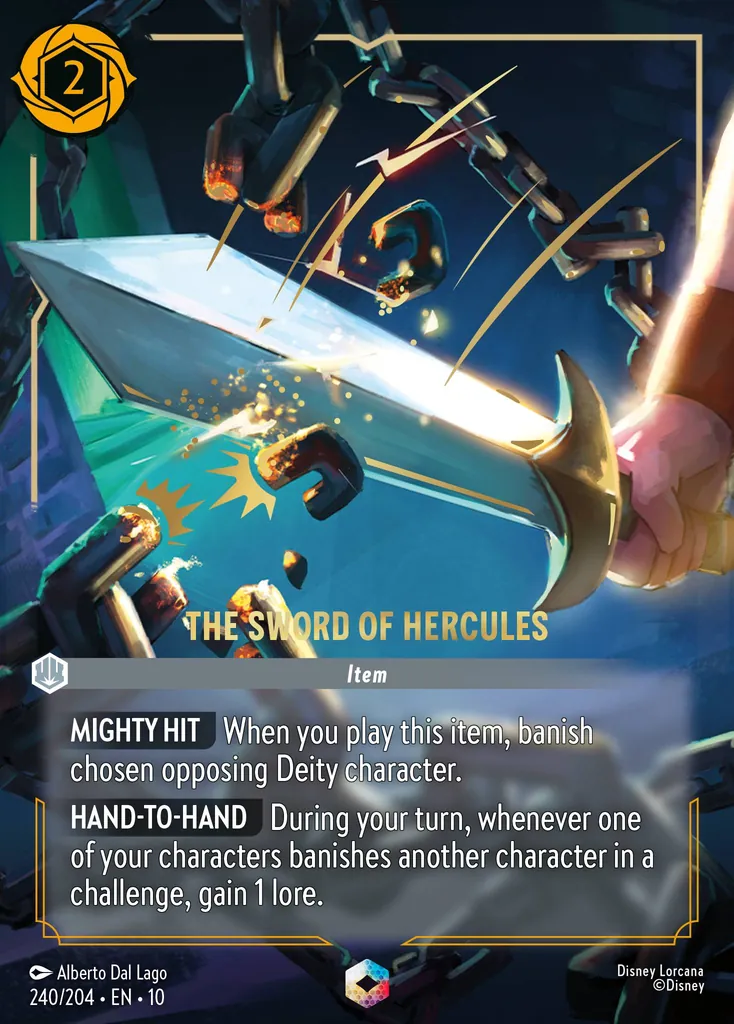 2
THE SWORD OF HERCULES
Item
MIGHTY HIT When you play this item, banish
chosen opposing Deity character.
HAND-TO-HAND During your turn, whenever one
of your characters banishes another character in a
challenge, gain 1 lore.
Alberto Dal Lago
240/204 • EN • 10
Disney Lorcana
©Disney